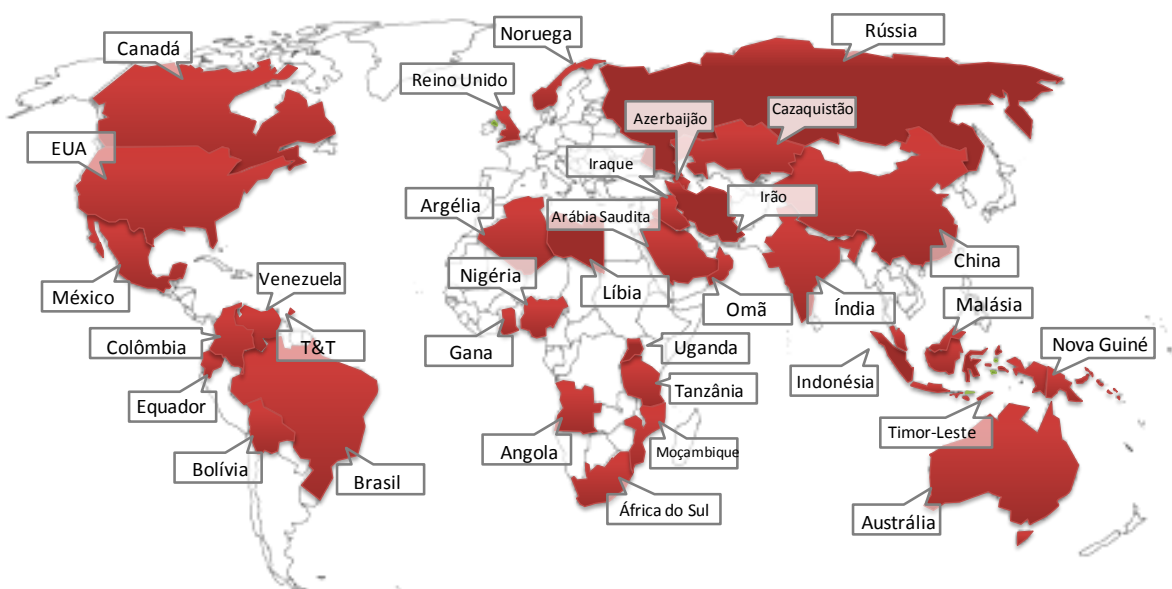 Noruega
Rússia
Canadá
Reino Unido
Cazaquistão
Azerbaijão
EUA
Iraque
Irão
Argélia
Arábia Saudita
China
Nigéria
Venezuela
México
Líbia
Omã
Índia
Malásia
Colômbia
T&T
Gana
Uganda
Nova Guiné
Indonésia
Tanzânia
Equador
Timor-Leste
Angola
Moçambique
Bolívia
Brasil
África do Sul
Austrália